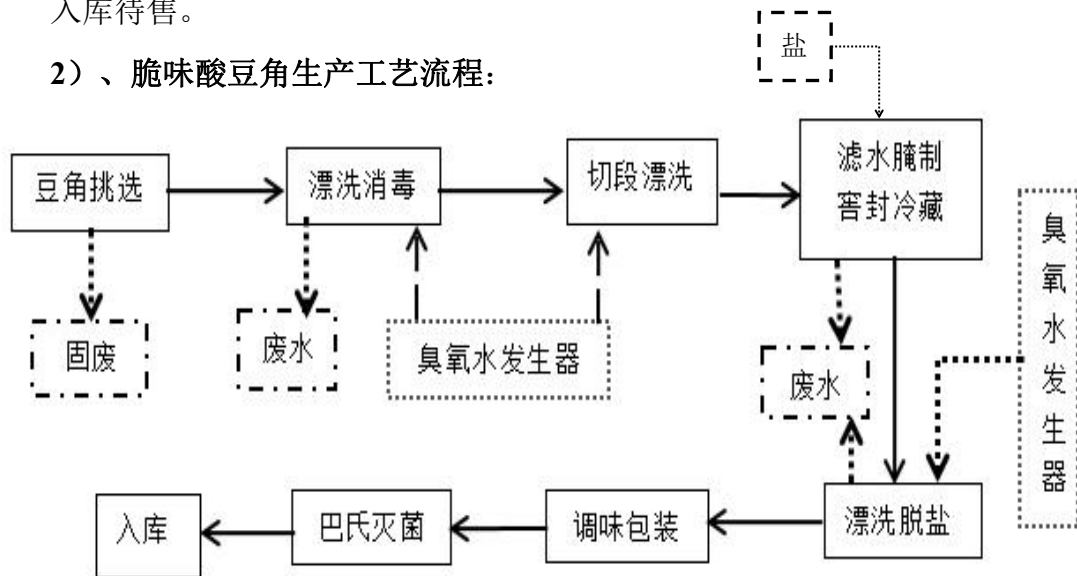 入库待售。
2）、脆味酸豆角生产工艺流程：
盐
豆角挑选
漂洗消毒
切段漂洗
滤水腌制
窖封冷藏
臭氧水发生器
固废
废水
臭氧水发生器
废水
入库
巴氏灭菌
调味包装
漂洗脱盐